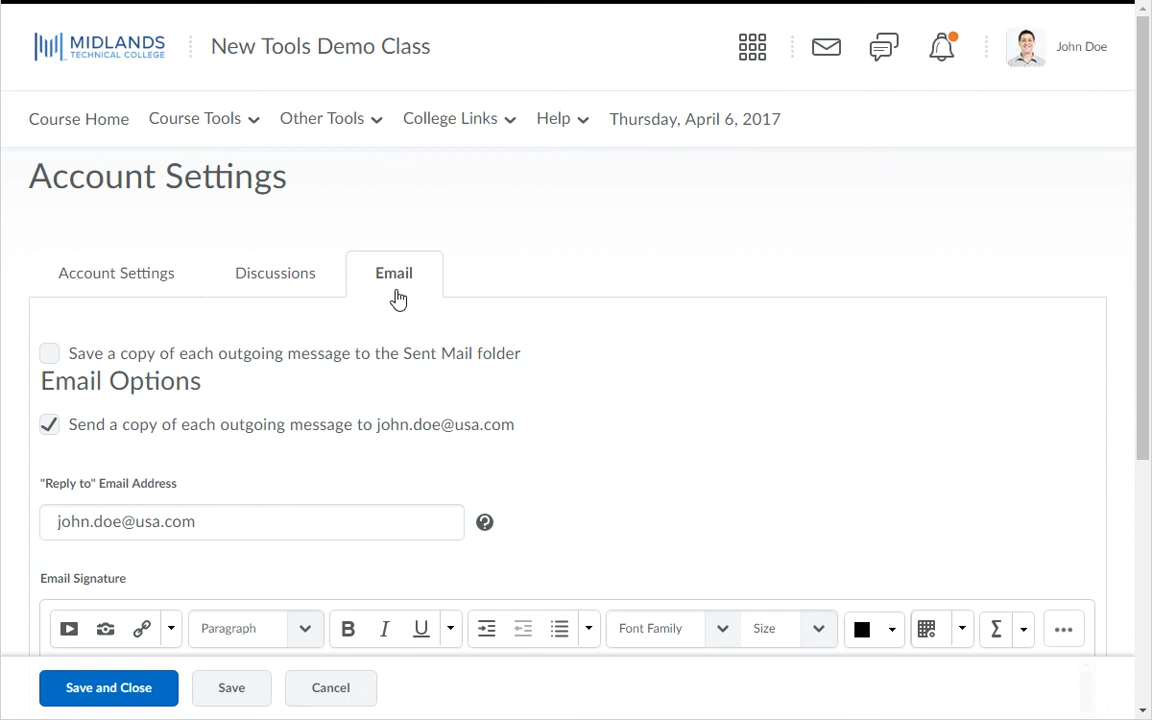 MIDLANDS
TECHNICAL COLLEGE
New Tools Demo Class
John Doe
Course Home
Course Tools
Other Tools
College Links
Help
Thursday, April 6, 2017
Account Settings
Account Settings
Discussions
Email
Save a copy of each outgoing message to the Sent Mail folder
Email Options
Send a copy of each outgoing message to john.doe@usa.com
"Reply to" Email Address
john.doe@usa.com
Email Signature
Paragraph
B
I
U
Font Family
Size
Σ
Save and Close
Save
Cancel